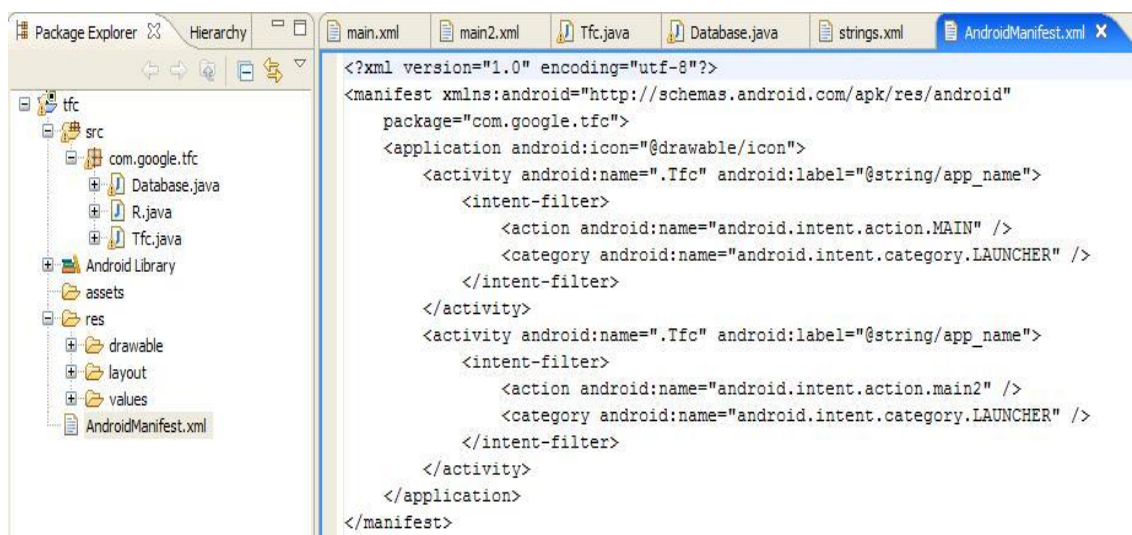 Package Explorer
Hierarchy
tfc
src
com.google.tfc
Database.java
R.java
Tfc.java
Android Library
assets
res
drawable
layout
values
AndroidManifest.xml
main.xml
main2.xml
Tfc.java
Database.java
strings.xml
AndroidManifest.xml
<?xml version="1.0" encoding="utf-8"?>
<manifest xmlns:android="http://schemas.android.com/apk/res/android"
package="com.google.tfc">
<application android:icon="@drawable/icon">
<activity android:name=".Tfc" android:label="@string/app_name">
<intent-filter>
<action android:name="android.intent.action.MAIN" />
<category android:name="android.intent.category.LAUNCHER" />
</intent-filter>
</activity>
<activity android:name=".Tfc" android:label="@string/app_name">
<intent-filter>
<action android:name="android.intent.action.main2" />
<category android:name="android.intent.category.LAUNCHER" />
</intent-filter>
</activity>
</application>
</manifest>